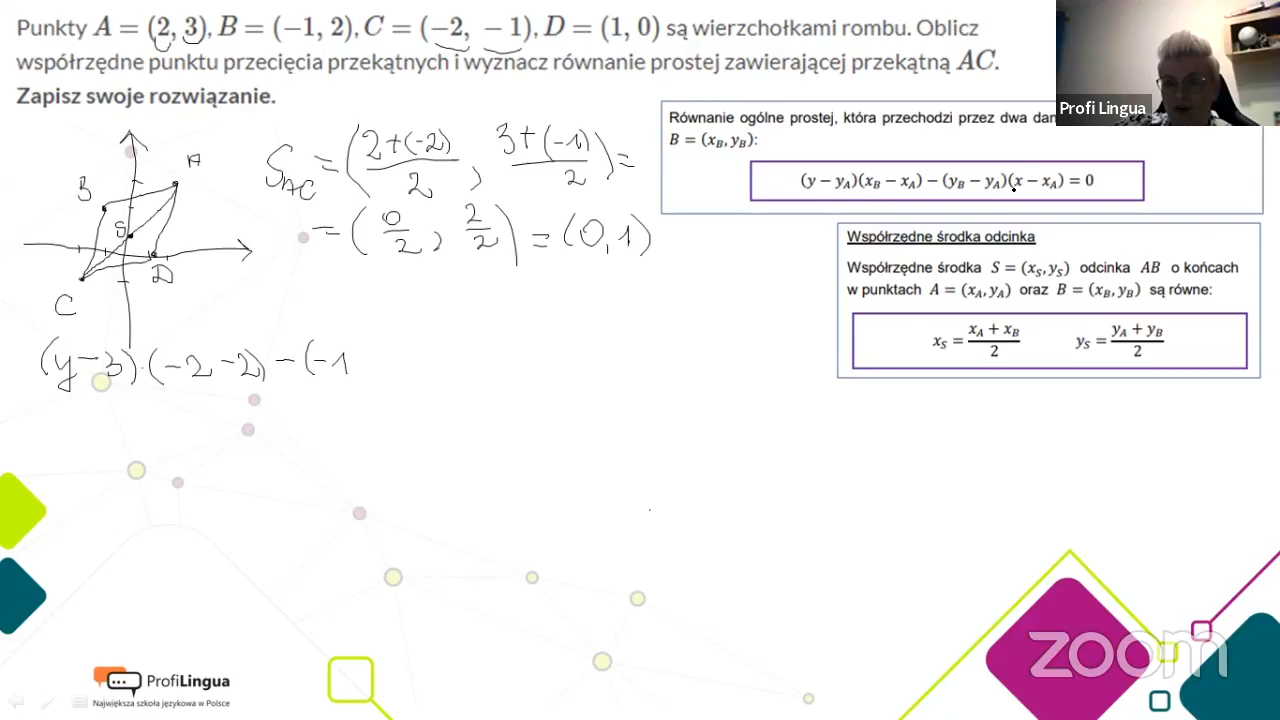 Punkty A = (2, 3), B = (−1, 2), C = (−2, −1), D = (1, 0) są wierzchołkami rombu. Oblicz
współrzędne punktu przecięcia przekątnych i wyznacz równanie prostej zawierającej przekątną AC.
Zapisz swoje rozwiązanie.
Profi Lingua
Równanie ogólne prostej, która przechodzi przez dwa
B = (x_B, y_B):
(y − y_A)(x_B − x_A) − (y_B − y_A)(x − x_A) = 0
A
B
S
D
C
S_AC = (2+(-2)/2, 3+(-1)/2) =
= (0/2, 2/2) = (0,1)
Współrzędne środka odcinka
Współrzędne środka S = (x_S, y_S) odcinka AB o końcach
w punktach A = (x_A, y_A) oraz B = (x_B, y_B) są równe:
x_S = (x_A + x_B)/2 y_S = (y_A + y_B)/2
(y-3)·(-2-2)-(-1
zoom
ProfiLingua
Największa szkoła językowa w Polsce